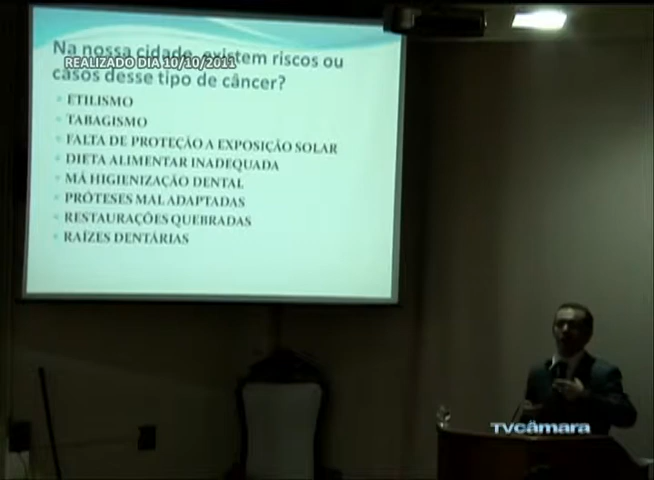 Na nossa cidade, existem riscos ou
REALIZADO DIA 10/10/2011
casos desse tipo de câncer?
ETILISMO
TABAGISMO
FALTA DE PROTEÇÃO A EXPOSIÇÃO SOLAR
DIETA ALIMENTAR INADEQUADA
MÁ HIGIENIZAÇÃO DENTAL
PRÓTESES MAL ADAPTADAS
RESTAURAÇÕES QUEBRADAS
RAÍZES DENTÁRIAS
TVcâmara